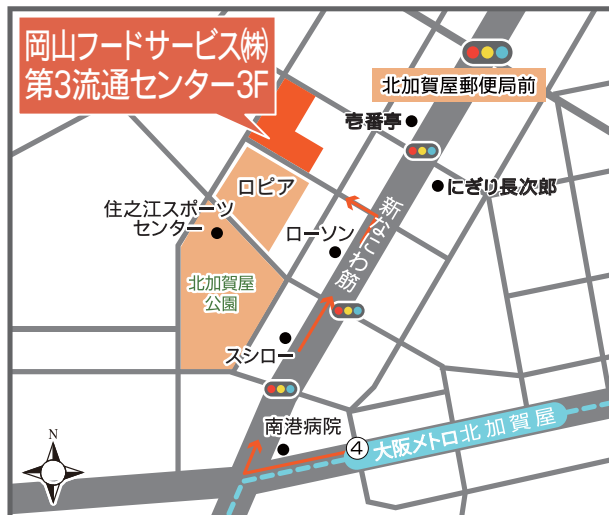 岡山フードサービス㈱
第3流通センター3F
北加賀屋郵便局前
壱番亭
にぎり長次郎
ロピア
住之江スポーツ
センター
ローソン
新なにわ筋
北加賀屋
公園
スシロー
南港病院
④
大阪メトロ北加賀屋
N